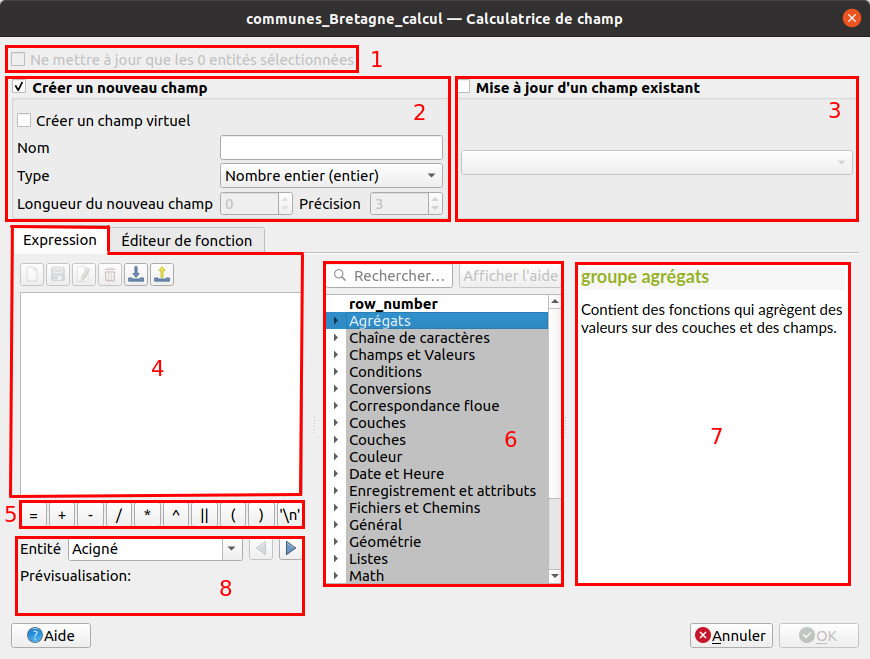 communes_Bretagne_calcul — Calculatrice de champ
Ne mettre à jour que les 0 entités sélectionnées
1
Créer un nouveau champ
2
Créer un champ virtuel
Nom
Type
Nombre entier (entier)
Longueur du nouveau champ
0
Précision
3
Mise à jour d'un champ existant
3
Expression
Éditeur de fonction
4
5
= + - / * ^ || ( ) '\n'
Entité
Acigné
Prévisualisation:
8
Rechercher...
Afficher l'aide
row_number
Agrégats
Chaîne de caractères
Champs et Valeurs
Conditions
Conversions
Correspondance floue
Couches
Couches
Couleur
Date et Heure
Enregistrement et attributs
Fichiers et Chemins
Général
Géométrie
Listes
Math
6
groupe agrégats
Contient des fonctions qui agrègent des
valeurs sur des couches et des champs.
7
?Aide
Annuler
OK